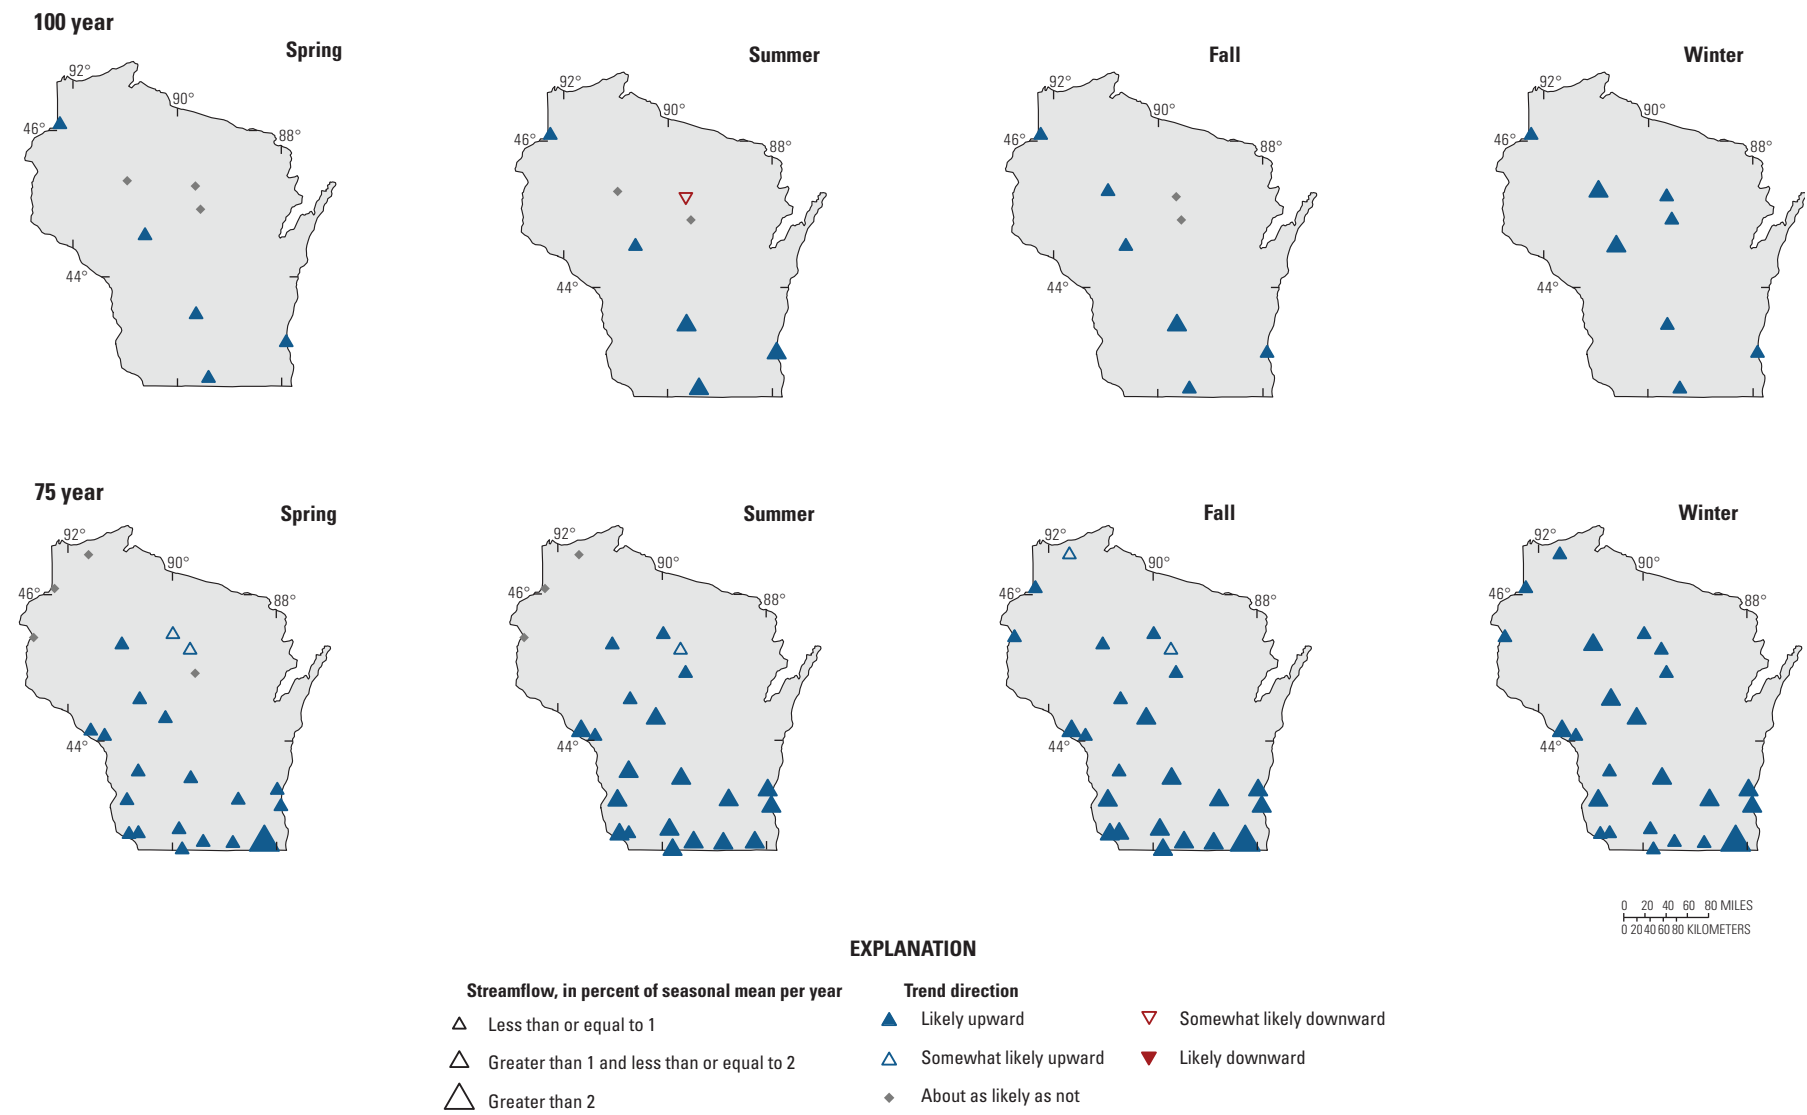 100 year
Spring
Summer
Fall
Winter
92°
90°
88°
46°
44°
92°
90°
88°
46°
44°
92°
90°
88°
46°
44°
92°
90°
88°
46°
44°
75 year
Spring
Summer
Fall
Winter
92°
90°
88°
46°
44°
92°
90°
88°
46°
44°
92°
90°
88°
46°
44°
92°
90°
88°
46°
44°
0 20 40 60 80 MILES
0 20 40 60 80 KILOMETERS
EXPLANATION
Streamflow, in percent of seasonal mean per year
Less than or equal to 1
Greater than 1 and less than or equal to 2
Greater than 2
Trend direction
Likely upward
Somewhat likely upward
About as likely as not
Somewhat likely downward
Likely downward